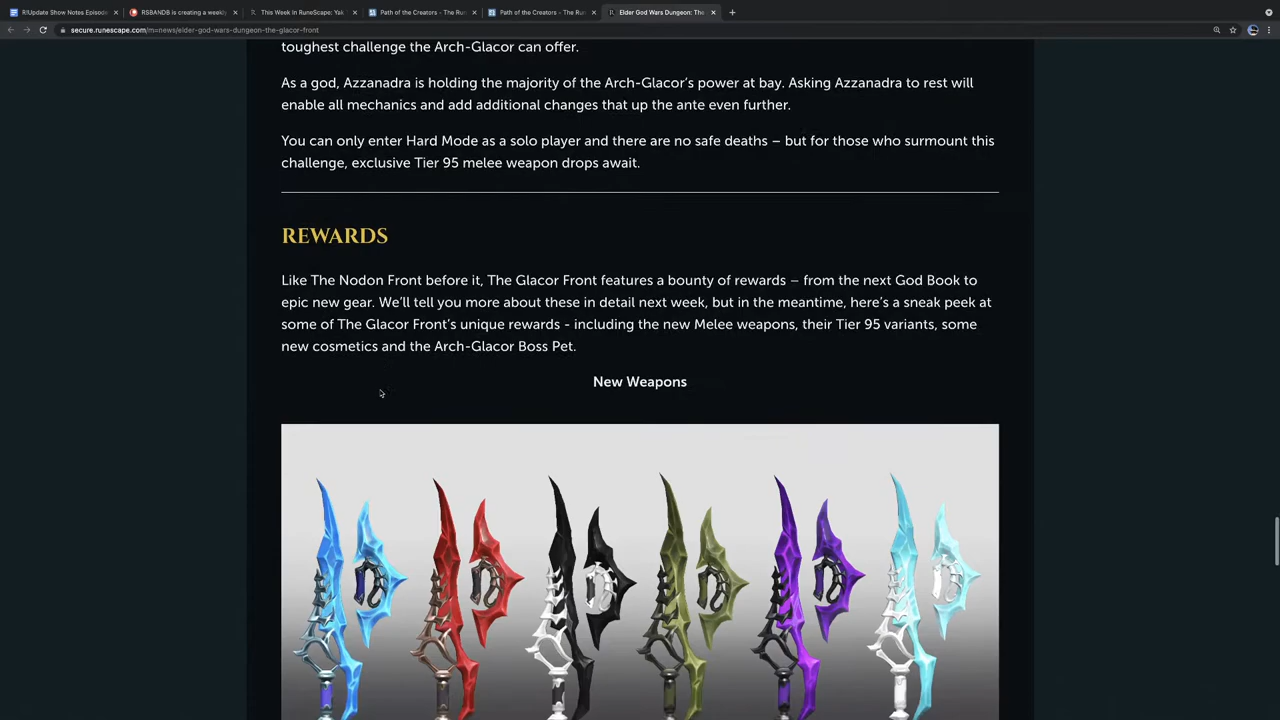 R!Update Show Notes Episode
RSBANDB is creating a weekly
This Week In RuneScape: Yak
Path of the Creators - The Run
Path of the Creators - The Run
Elder God Wars Dungeon: The
secure.runescape.com/m=news/elder-god-wars-dungeon-the-glacor-front
toughest challenge the Arch-Glacor can offer.
As a god, Azzanadra is holding the majority of the Arch-Glacor's power at bay. Asking Azzanadra to rest will
enable all mechanics and add additional changes that up the ante even further.
You can only enter Hard Mode as a solo player and there are no safe deaths – but for those who surmount this
challenge, exclusive Tier 95 melee weapon drops await.
REWARDS
Like The Nodon Front before it, The Glacor Front features a bounty of rewards – from the next God Book to
epic new gear. We'll tell you more about these in detail next week, but in the meantime, here's a sneak peek at
some of The Glacor Front's unique rewards - including the new Melee weapons, their Tier 95 variants, some
new cosmetics and the Arch-Glacor Boss Pet.
New Weapons